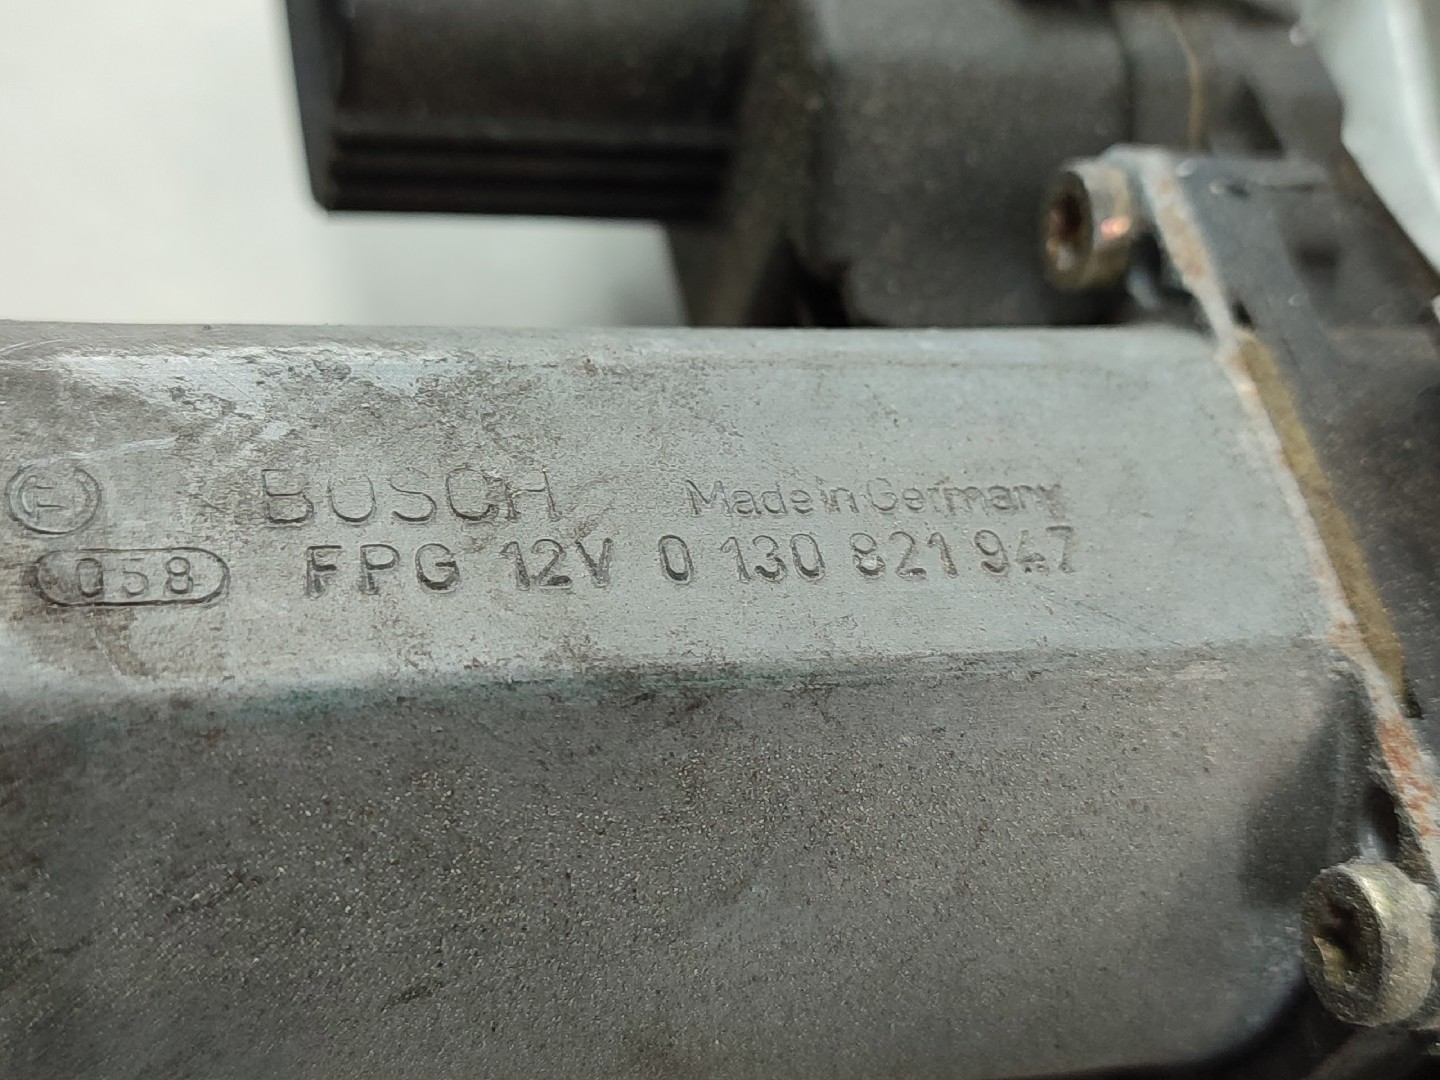 BOSCH Made in Germany
058 FPG 12V 0 130 821 947